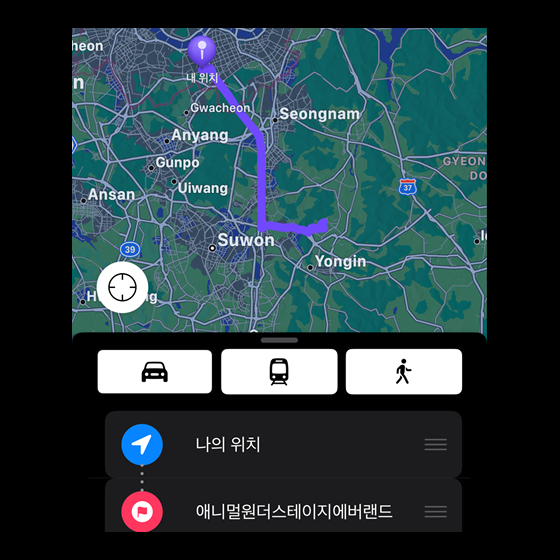 heon
n
내 위치
Gwacheon
Seongnam
Anyang
Gunpo
GYEON
DO
Uiwang
37
Ansan
Suwon
39
Yongin
나의 위치
애니멀원더스테이지에버랜드